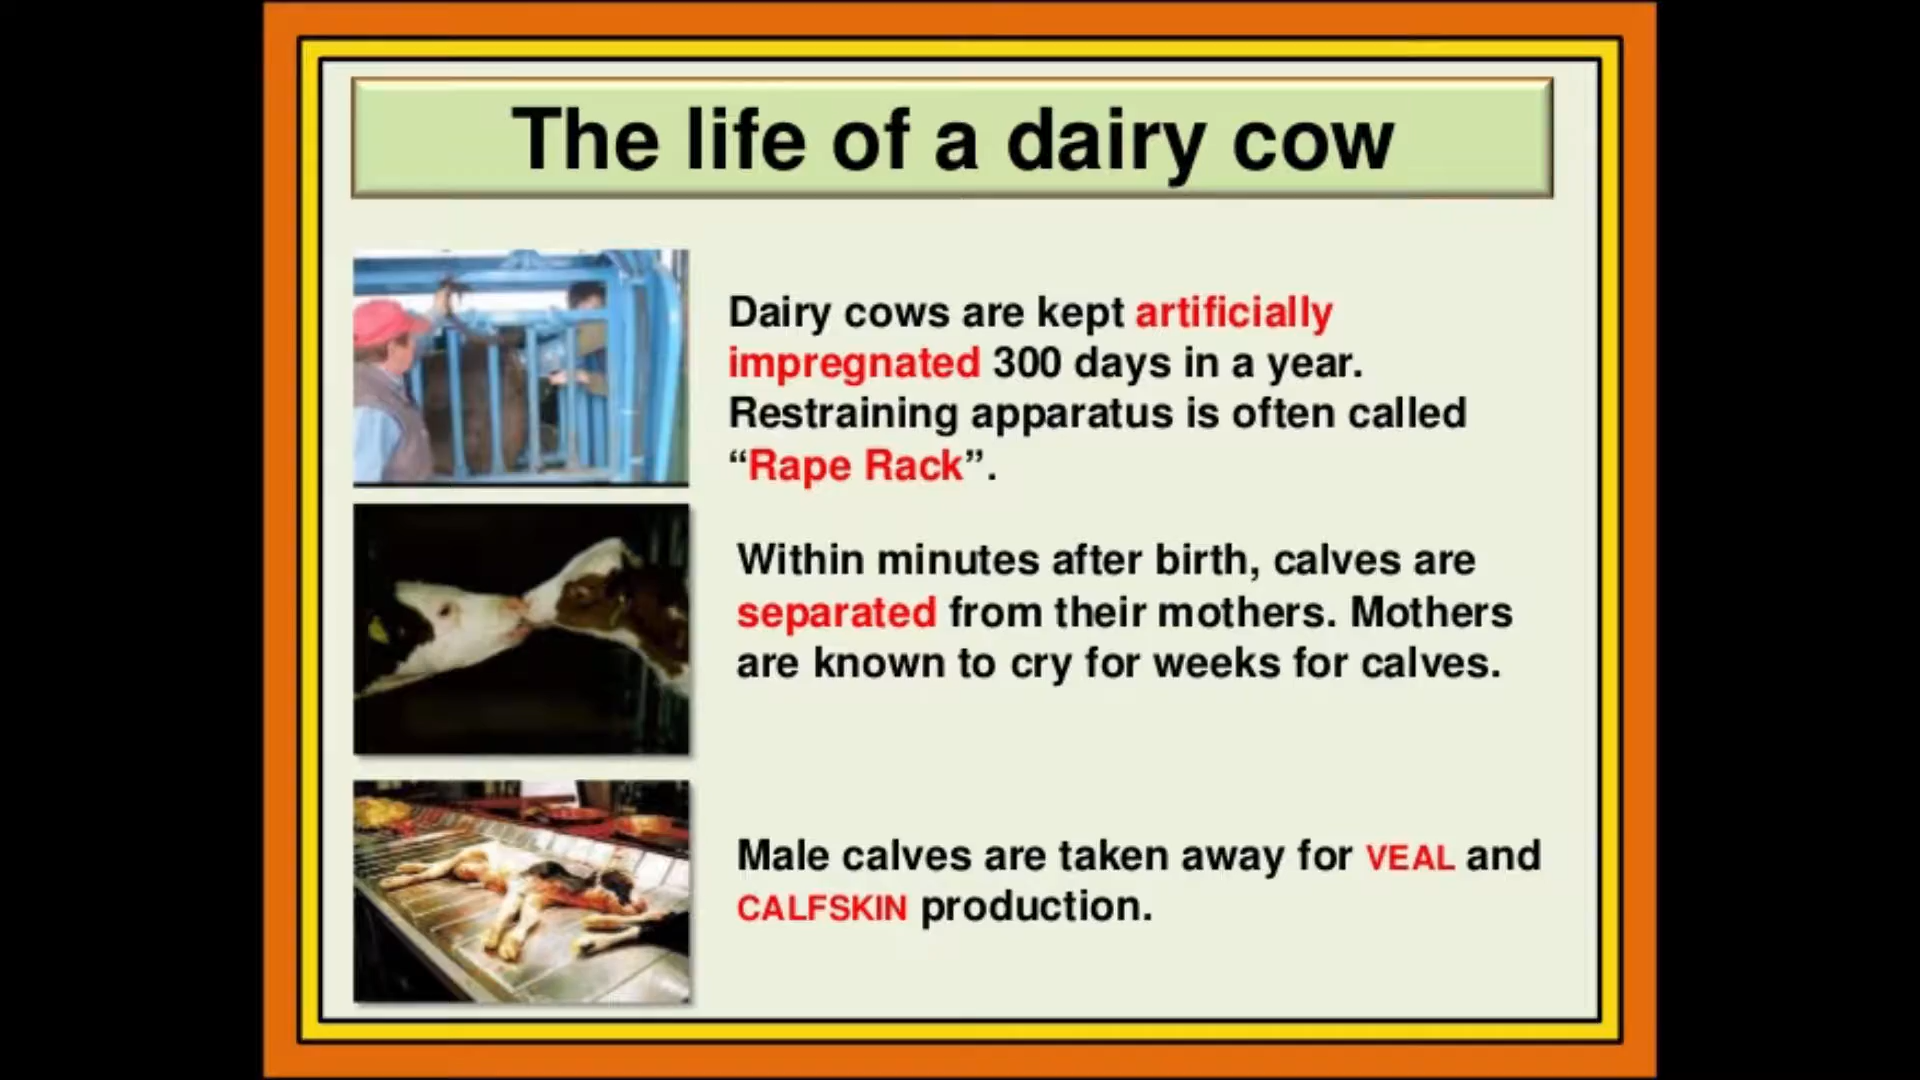 The life of a dairy cow
Dairy cows are kept artificially
impregnated 300 days in a year.
Restraining apparatus is often called
“Rape Rack”.
Within minutes after birth, calves are
separated from their mothers. Mothers
are known to cry for weeks for calves.
Male calves are taken away for VEAL and
CALFSKIN production.